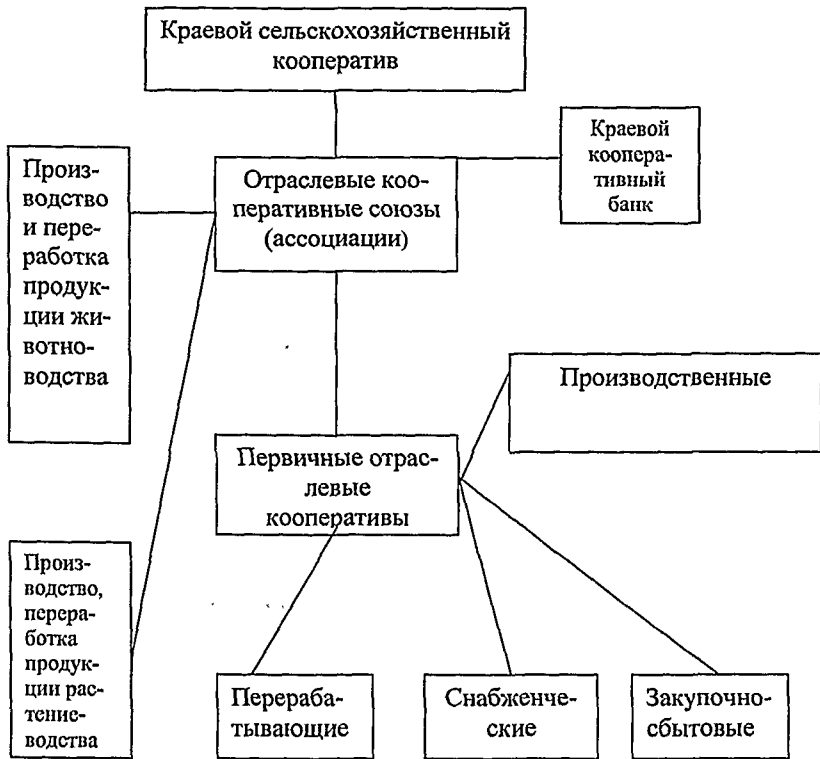 Краевой сельскохозяйственный
кооператив
Краевой
коопера-
тивный
банк
Произ-
водство
и пере-
работка
продук-
ции жи-
вотно-
водства
Отраслевые коо-
перативные союзы
(ассоциации)
Производственные
Первичные отрас-
левые
кооперативы
Произ-
водство,
перера-
ботка
продук-
ции рас-
тение-
водства
Перераба-
тывающие
Снабженче-
ские
Закупочно-
сбытовые